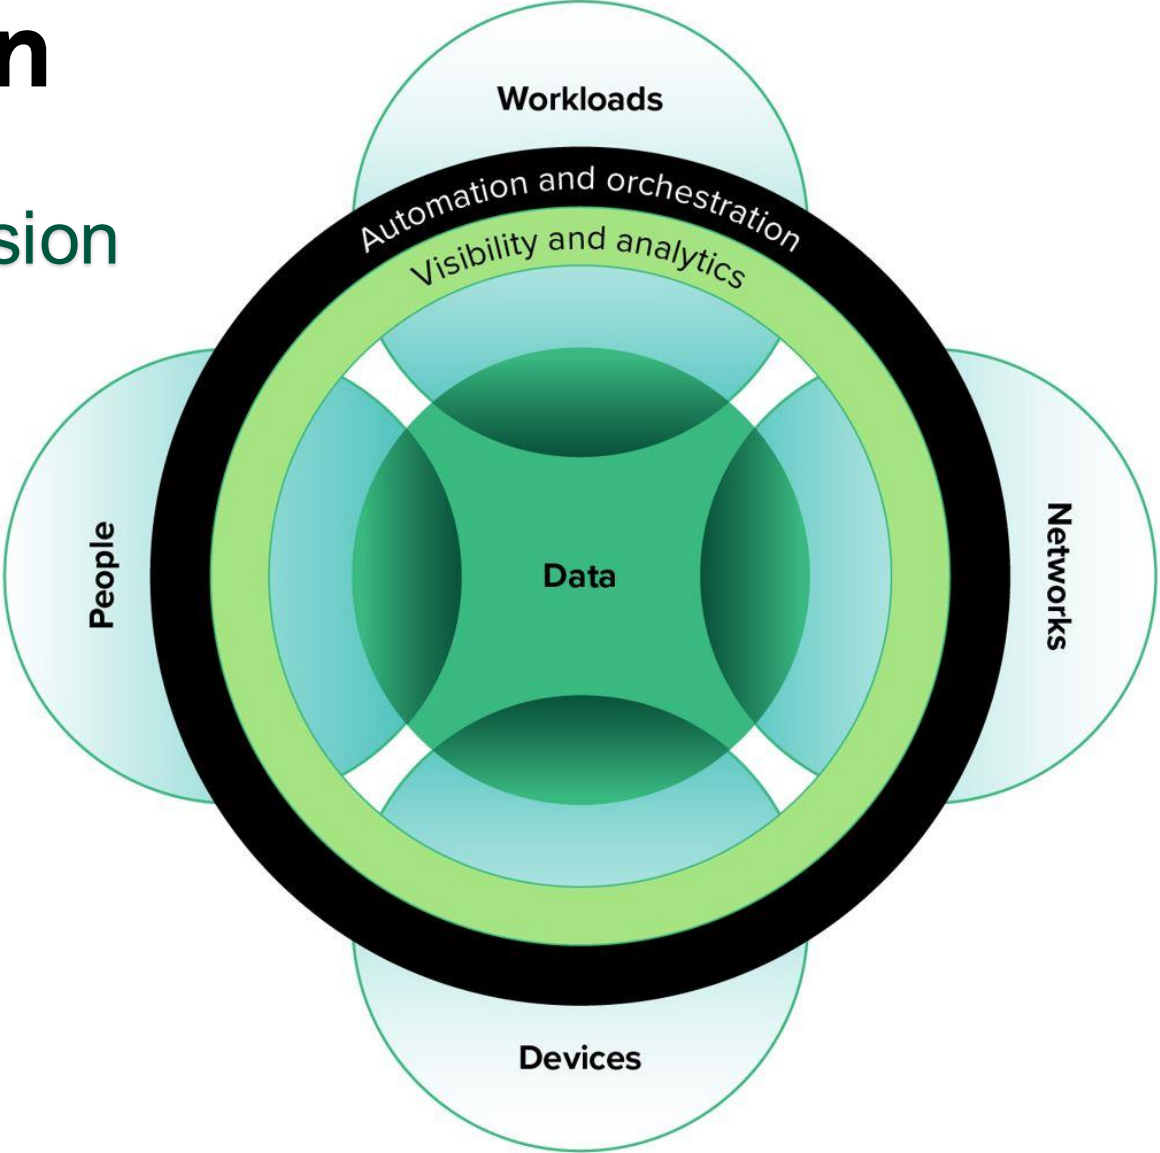 n
Workloads
Automation and orchestration
sion
Visibility and analytics
People
Data
Networks
Devices